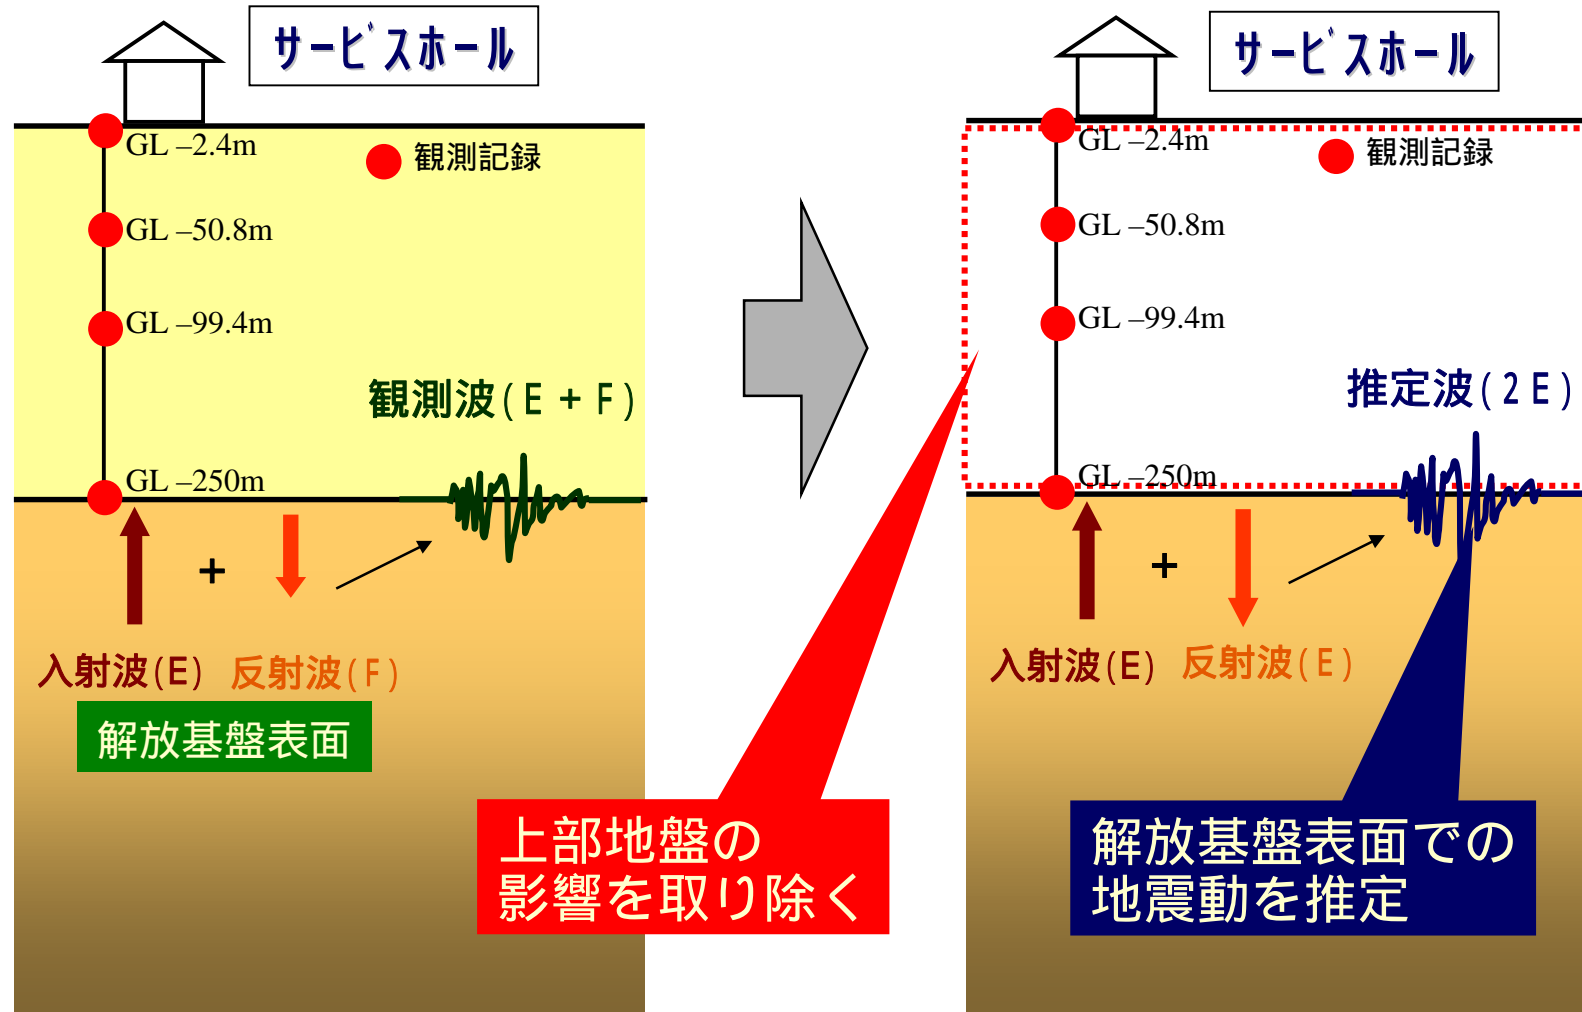 サービスホール
GL –2.4m
観測記録
GL –50.8m
GL –99.4m
観測波(E + F)
GL –250m
+
入射波(E) 反射波(F)
解放基盤表面
上部地盤の
影響を取り除く
サービスホール
GL –2.4m
観測記録
GL –50.8m
GL –99.4m
推定波(2E)
GL –250m
+
入射波(E) 反射波(E)
解放基盤表面での
地震動を推定